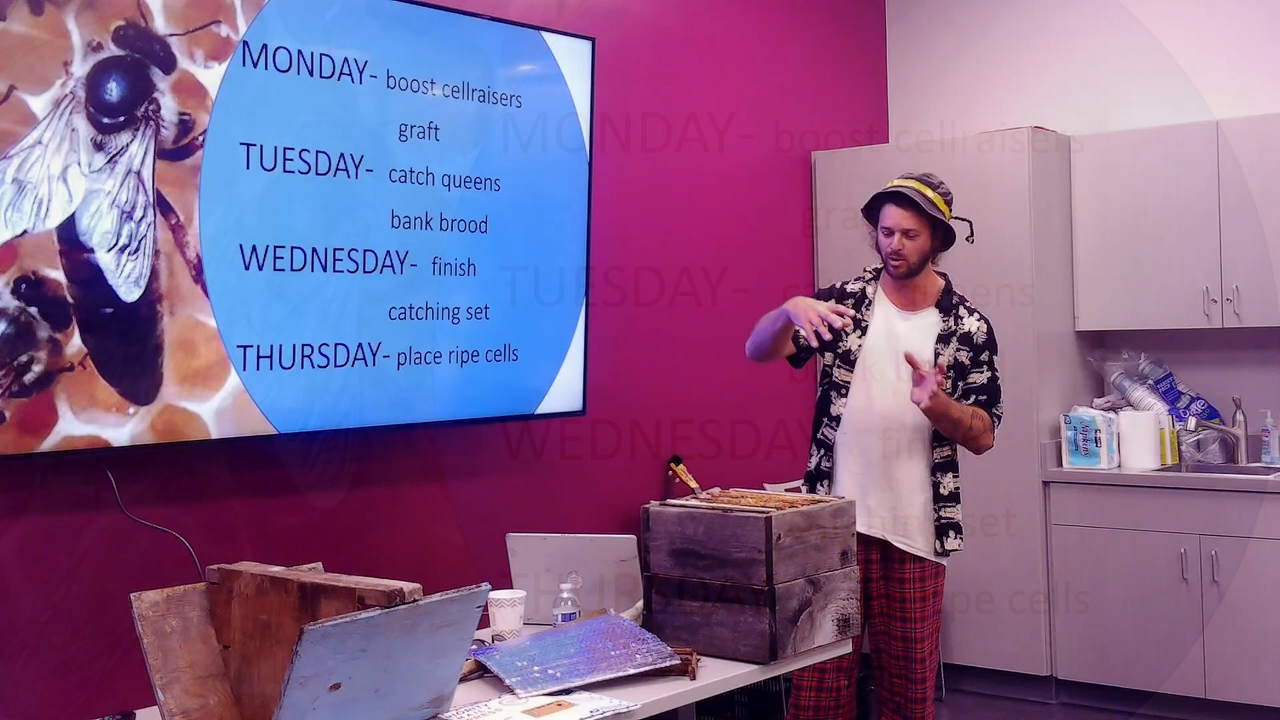 MONDAY- boost cellraisers
graft
TUESDAY- catch queens
bank brood
WEDNESDAY- finish
catching set
THURSDAY- place ripe cells